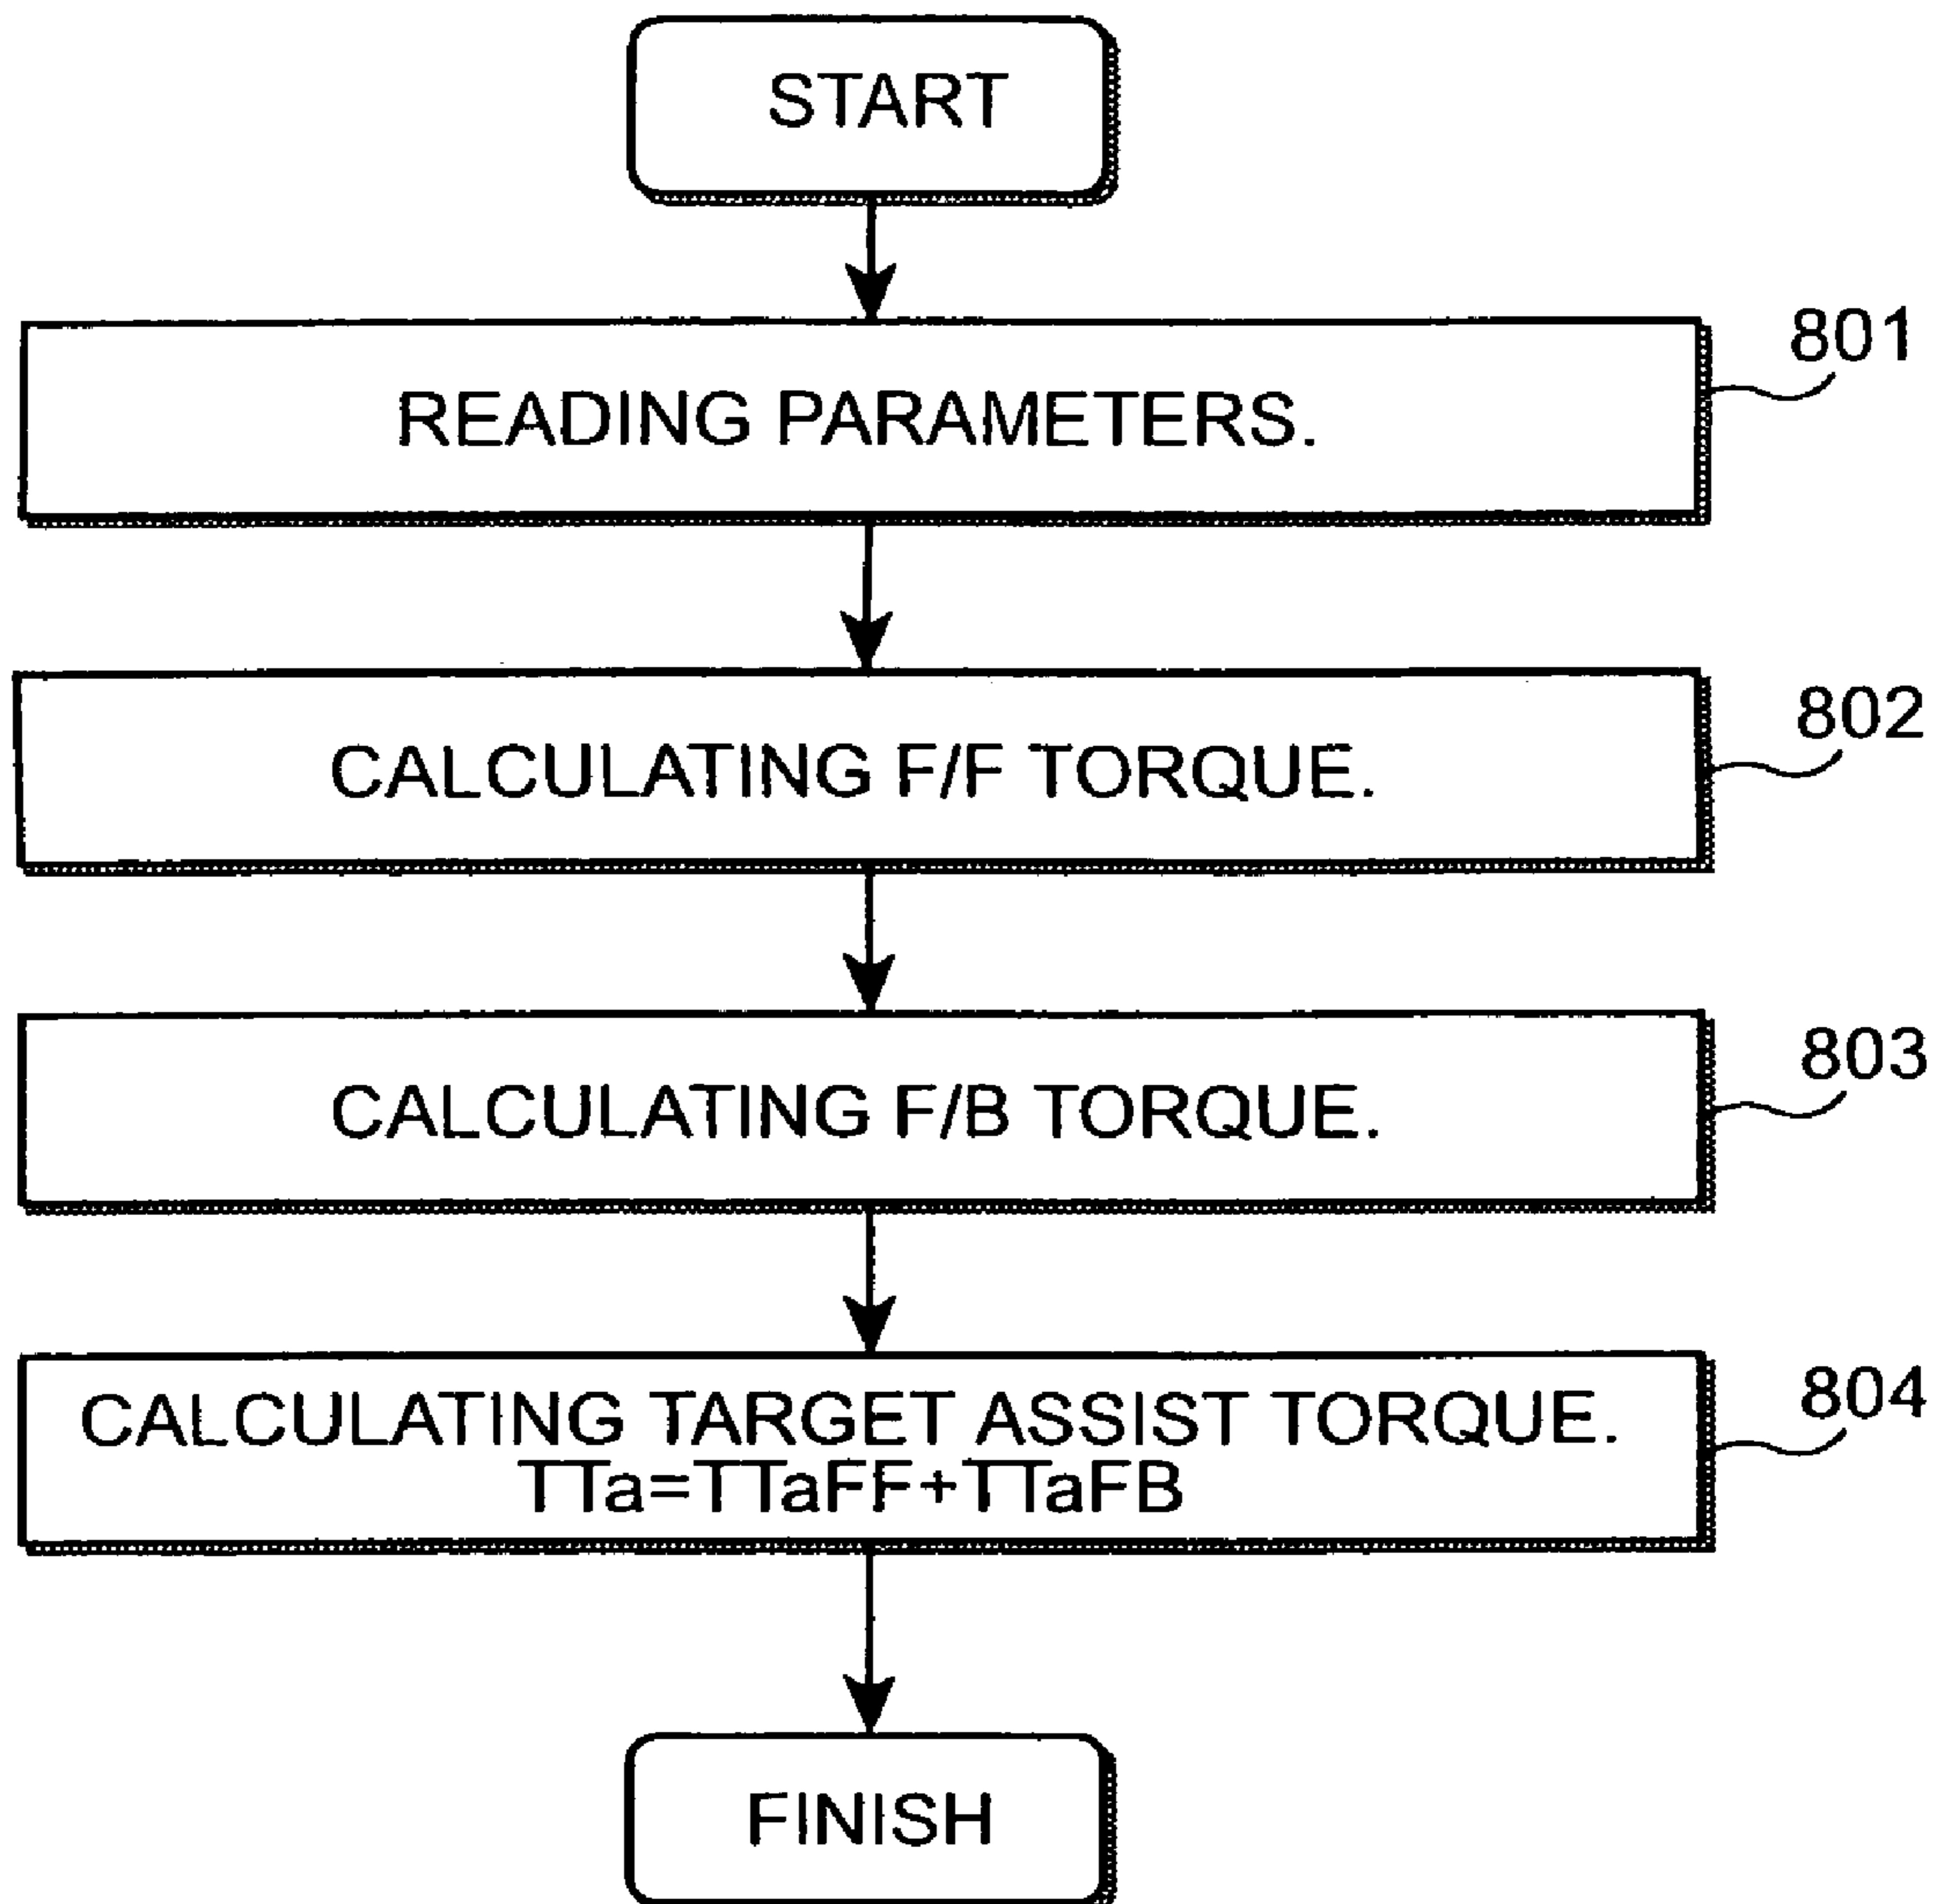 START
READING PARAMETERS.
801
CALCULATING F/F TORQUE.
802
CALCULATING F/B TORQUE.
803
CALCULATING TARGET ASSIST TORQUE.
TTa=TTaFF+TTaFB
804
FINISH